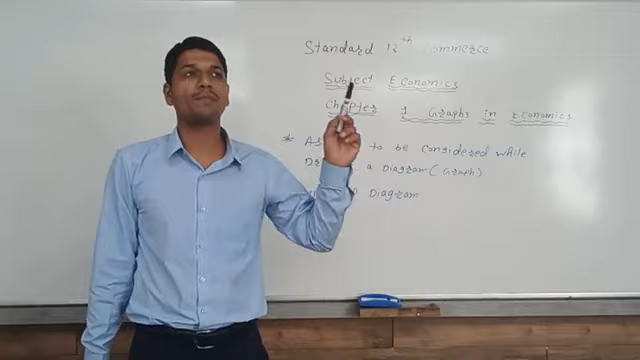 Standard 12th Commerce
Subject Economics
Chapter 1 Graphs in Economics
* to be considered while
a Diagram (Graph)
Diagram